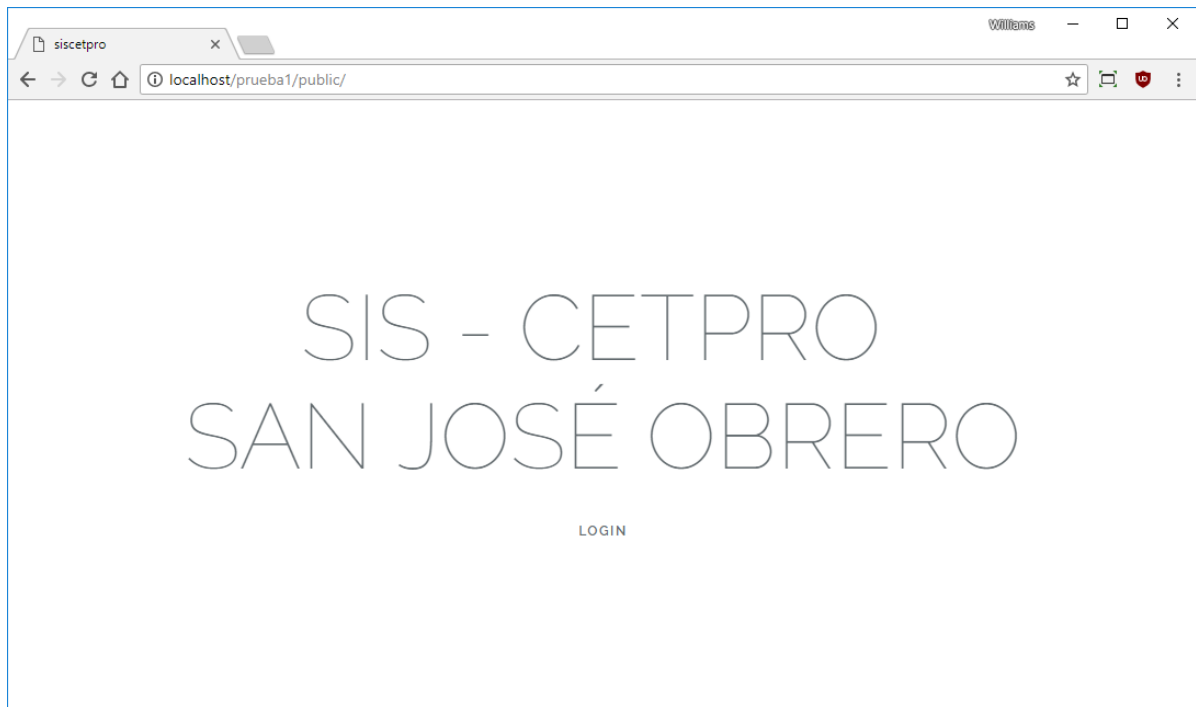 Williams
siscetpro
localhost/prueba1/public/
SIS - CETPRO
SAN JOSÉ OBRERO
LOGIN